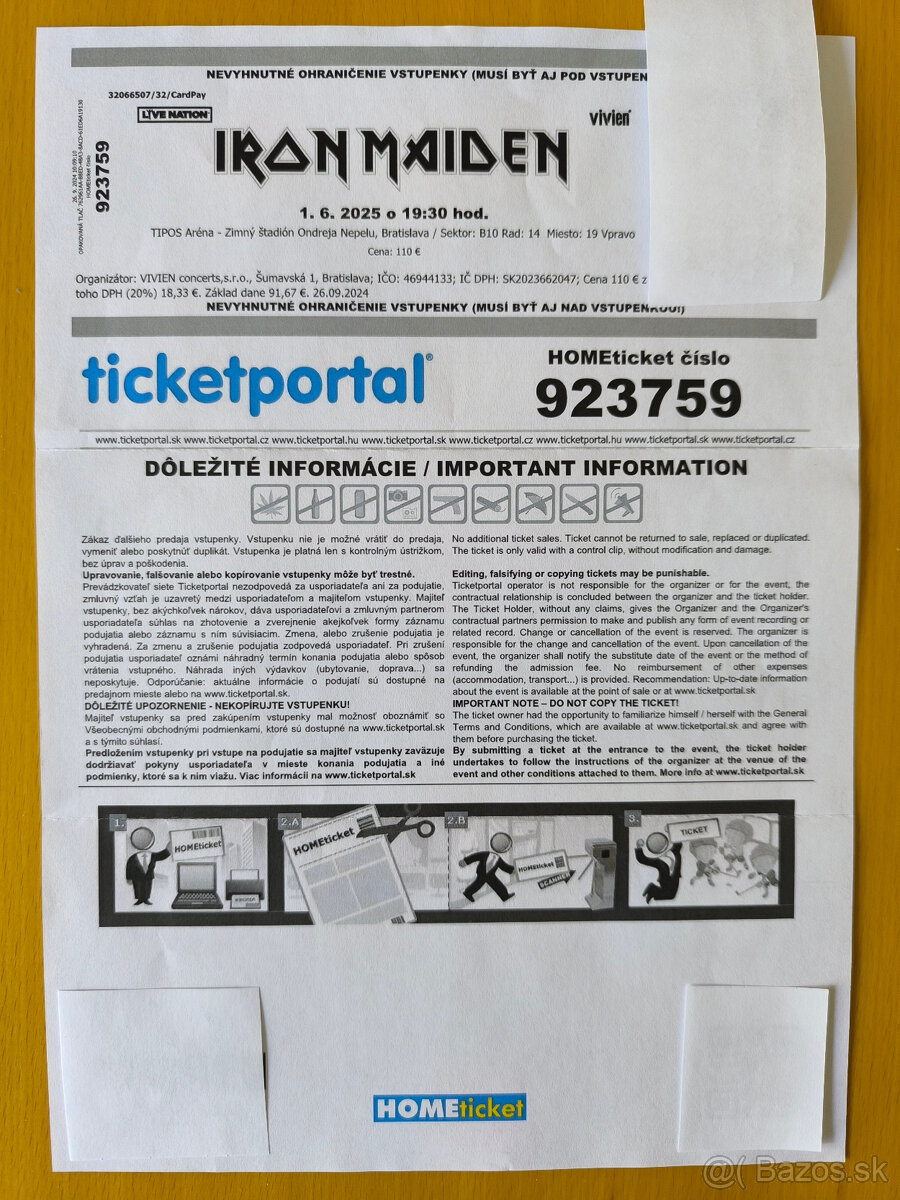 NEVYHNUTNÉ OHRANIČENIE VSTUPENKY (MUSÍ BYŤ AJ POD VSTUPEN
32066507/32/CardPay
LIVE NATION
vivien
IRON MAIDEN
26. 9. 2024 10:09:10
HOMEticket číslo
923759
1. 6. 2025 o 19:30 hod.
TIPOS Aréna - Zimný štadión Ondreja Nepelu, Bratislava / Sektor: B10 Rad: 14 Miesto: 19 Vpravo
Cena: 110 €
Organizátor: VIVIEN concerts,s.r.o., Šumavská 1, Bratislava; IČO: 46944133; IČ DPH: SK2023662047; Cena 110 € z
toho DPH (20%) 18,33 €. Základ dane 91,67 €. 26.09.2024
NEVYHNUTNÉ OHRANIČENIE VSTUPENKY (MUSÍ BYŤ AJ NAD VSTUPENKOU!)
ticketportal®
HOMEticket číslo
923759
www.ticketportal.sk www.ticketportal.cz www.ticketportal.hu www.ticketportal.sk www.ticketportal.cz www.ticketportal.hu www.ticketportal.sk www.ticketportal.cz
DÔLEŽITÉ INFORMÁCIE / IMPORTANT INFORMATION
Zákaz ďalšieho predaja vstupenky. Vstupenku nie je možné vrátiť do predaja,
vymeniť alebo poskytnúť duplikát. Vstupenka je platná len s kontrolným ústrižkom,
bez úprav a poškodenia.
Upravovanie, falšovanie alebo kopírovanie vstupenky môže byť trestné.
Prevádzkovateľ siete Ticketportal nezodpovedá za usporiadateľa ani za podujatie,
zmluvný vzťah je uzavretý medzi usporiadateľom a majiteľom vstupenky. Majiteľ
vstupenky, bez akýchkoľvek nárokov, dáva usporiadateľovi a zmluvným partnerom
usporiadateľa súhlas na zhotovenie a zverejnenie akejkoľvek formy záznamu
podujatia alebo záznamu s ním súvisiacim. Zmena, alebo zrušenie podujatia je
vyhradená. Za zmenu a zrušenie podujatia zodpovedá usporiadateľ. Pri zrušení
podujatia usporiadateľ oznámi náhradný termín konania podujatia alebo spôsob
vrátenia vstupného. Náhrada iných výdavkov (ubytovanie, doprava...) sa
neposkytuje. Odporúčanie: aktuálne informácie o podujatí sú dostupné na
predajnom mieste alebo na www.ticketportal.sk.
DÔLEŽITÉ UPOZORNENIE - NEKOPÍRUJTE VSTUPENKU!
Majiteľ vstupenky sa pred zakúpením vstupenky mal možnosť oboznámiť so
Všeobecnými obchodnými podmienkami, ktoré sú dostupné na www.ticketportal.sk
a s týmito súhlasí.
Predložením vstupenky pri vstupe na podujatie sa majiteľ vstupenky zaväzuje
dodržiavať pokyny usporiadateľa v mieste konania podujatia a iné
podmienky, ktoré sa k nim viažu. Viac informácií na www.ticketportal.sk
No additional ticket sales. Ticket cannot be returned to sale, replaced or duplicated.
The ticket is only valid with a control clip, without modification and damage.
Editing, falsifying or copying tickets may be punishable.
Ticketportal operator is not responsible for the organizer or for the event, the
contractual relationship is concluded between the organizer and the ticket holder.
The Ticket Holder, without any claims, gives the Organizer and the Organizer's
contractual partners permission to make and publish any form of event recording or
related record. Change or cancellation of the event is reserved. The organizer is
responsible for the change and cancellation of the event. Upon cancellation of the
event, the organizer shall notify the substitute date of the event or the method of
refunding the admission fee. No reimbursement of other expenses
(accommodation, transport...) is provided. Recommendation: Up-to-date information
about the event is available at the point of sale or at www.ticketportal.sk
IMPORTANT NOTE – DO NOT COPY THE TICKET!
The ticket owner had the opportunity to familiarize himself / herself with the General
Terms and Conditions, which are available at www.ticketportal.sk and agree with
them before purchasing the ticket.
By submitting a ticket at the entrance to the event, the ticket holder
undertakes to follow the instructions of the organizer at the venue of the
event and other conditions attached to them. More info at www.ticketportal.sk
1.
HOMEticket
2.A
HOMEticket
2.B
HOMEticket
SCANNER
3.
TICKET
HOMEticket
@( Bazos.sk